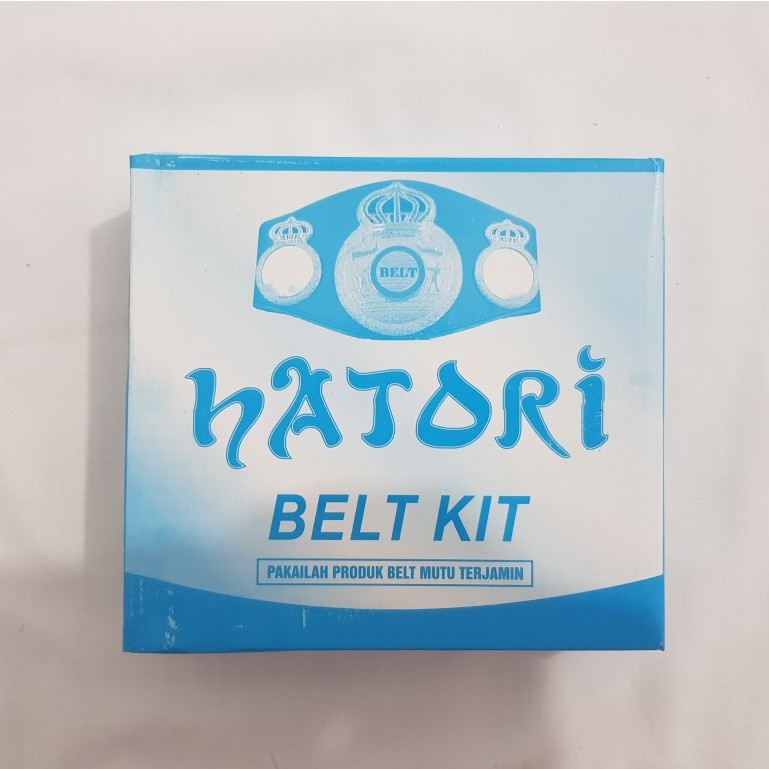 BELT
HATORI
BELT KIT
PAKAILAH PRODUK BELT MUTU TERJAMIN